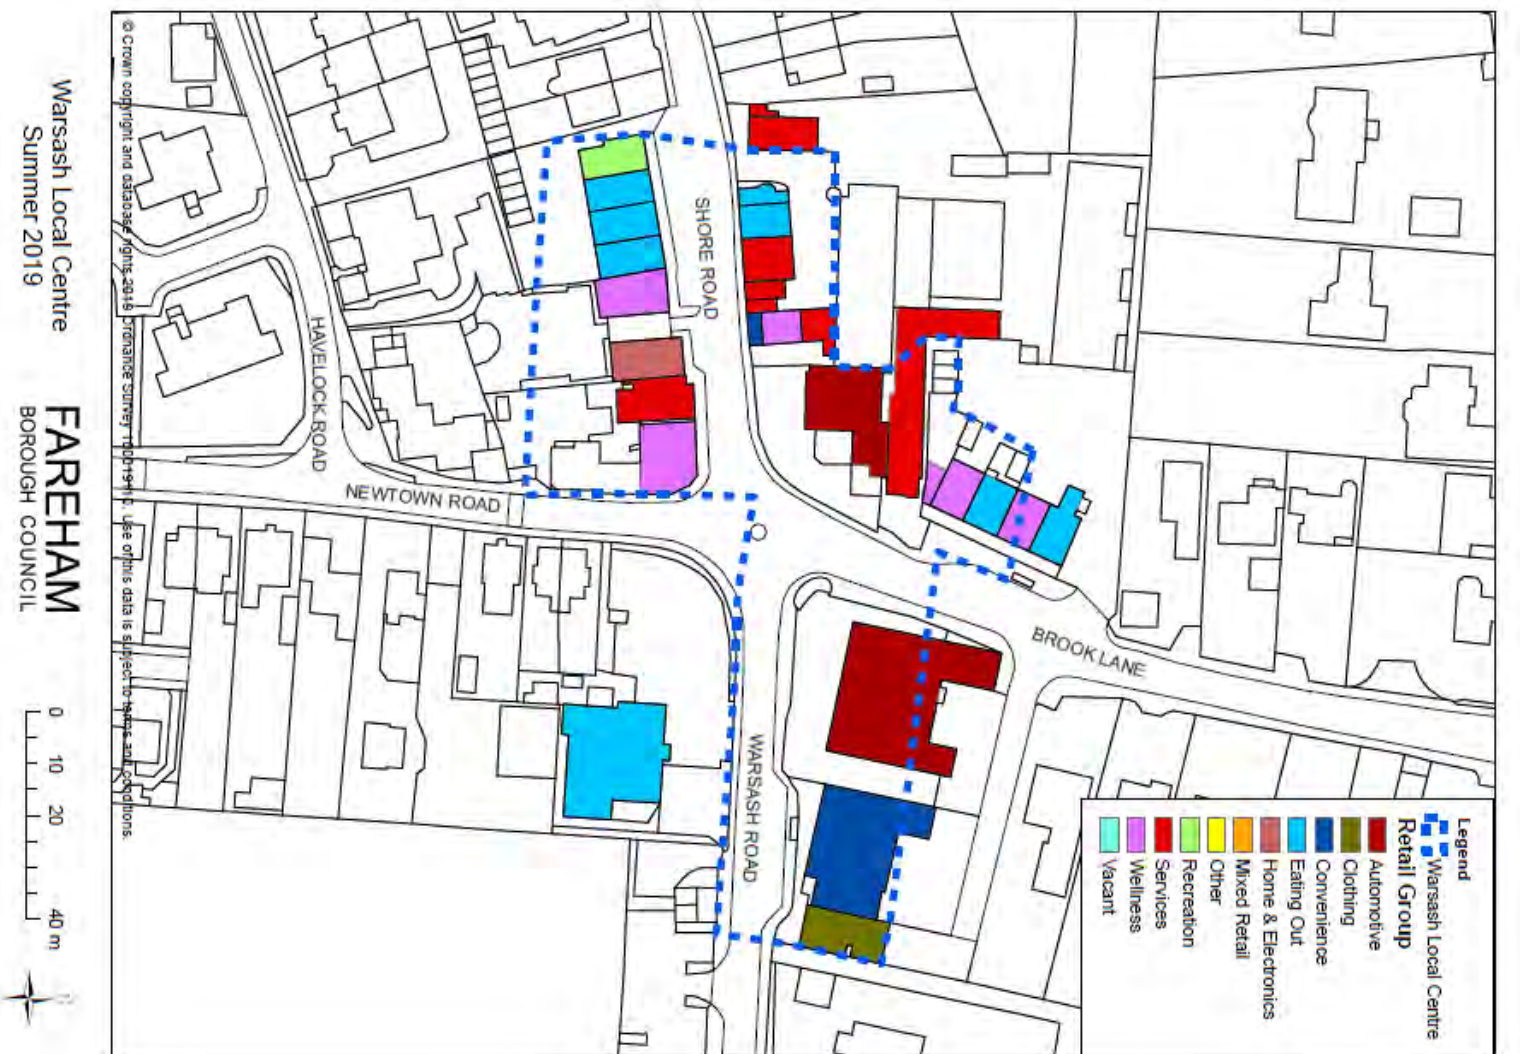 Warsash Local Centre
Summer 2019
FAREHAM
BOROUGH COUNCIL
0 10 20 40 m
SHORE ROAD
HAVELOCK ROAD
NEWTOWN ROAD
BROOK LANE
WARSASH ROAD
Legend
Warsash Local Centre
Retail Group
Automotive
Clothing
Convenience
Eating Out
Home & Electronics
Mixed Retail
Other
Recreation
Services
Wellness
Vacant
© Crown copyright and database rights 2019 Ordnance Survey Use of this data is subject to terms and conditions.